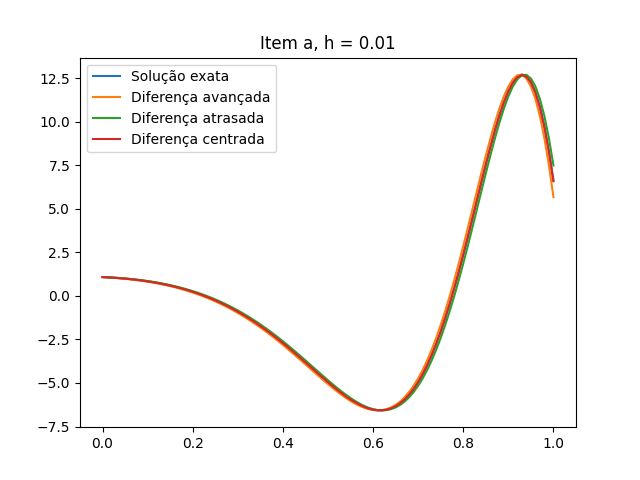 Item a, h = 0.01
Solução exata
Diferença avançada
Diferença atrasada
Diferença centrada
12.5
10.0
7.5
5.0
2.5
0.0
−2.5
−5.0
−7.5
0.0 0.2 0.4 0.6 0.8 1.0